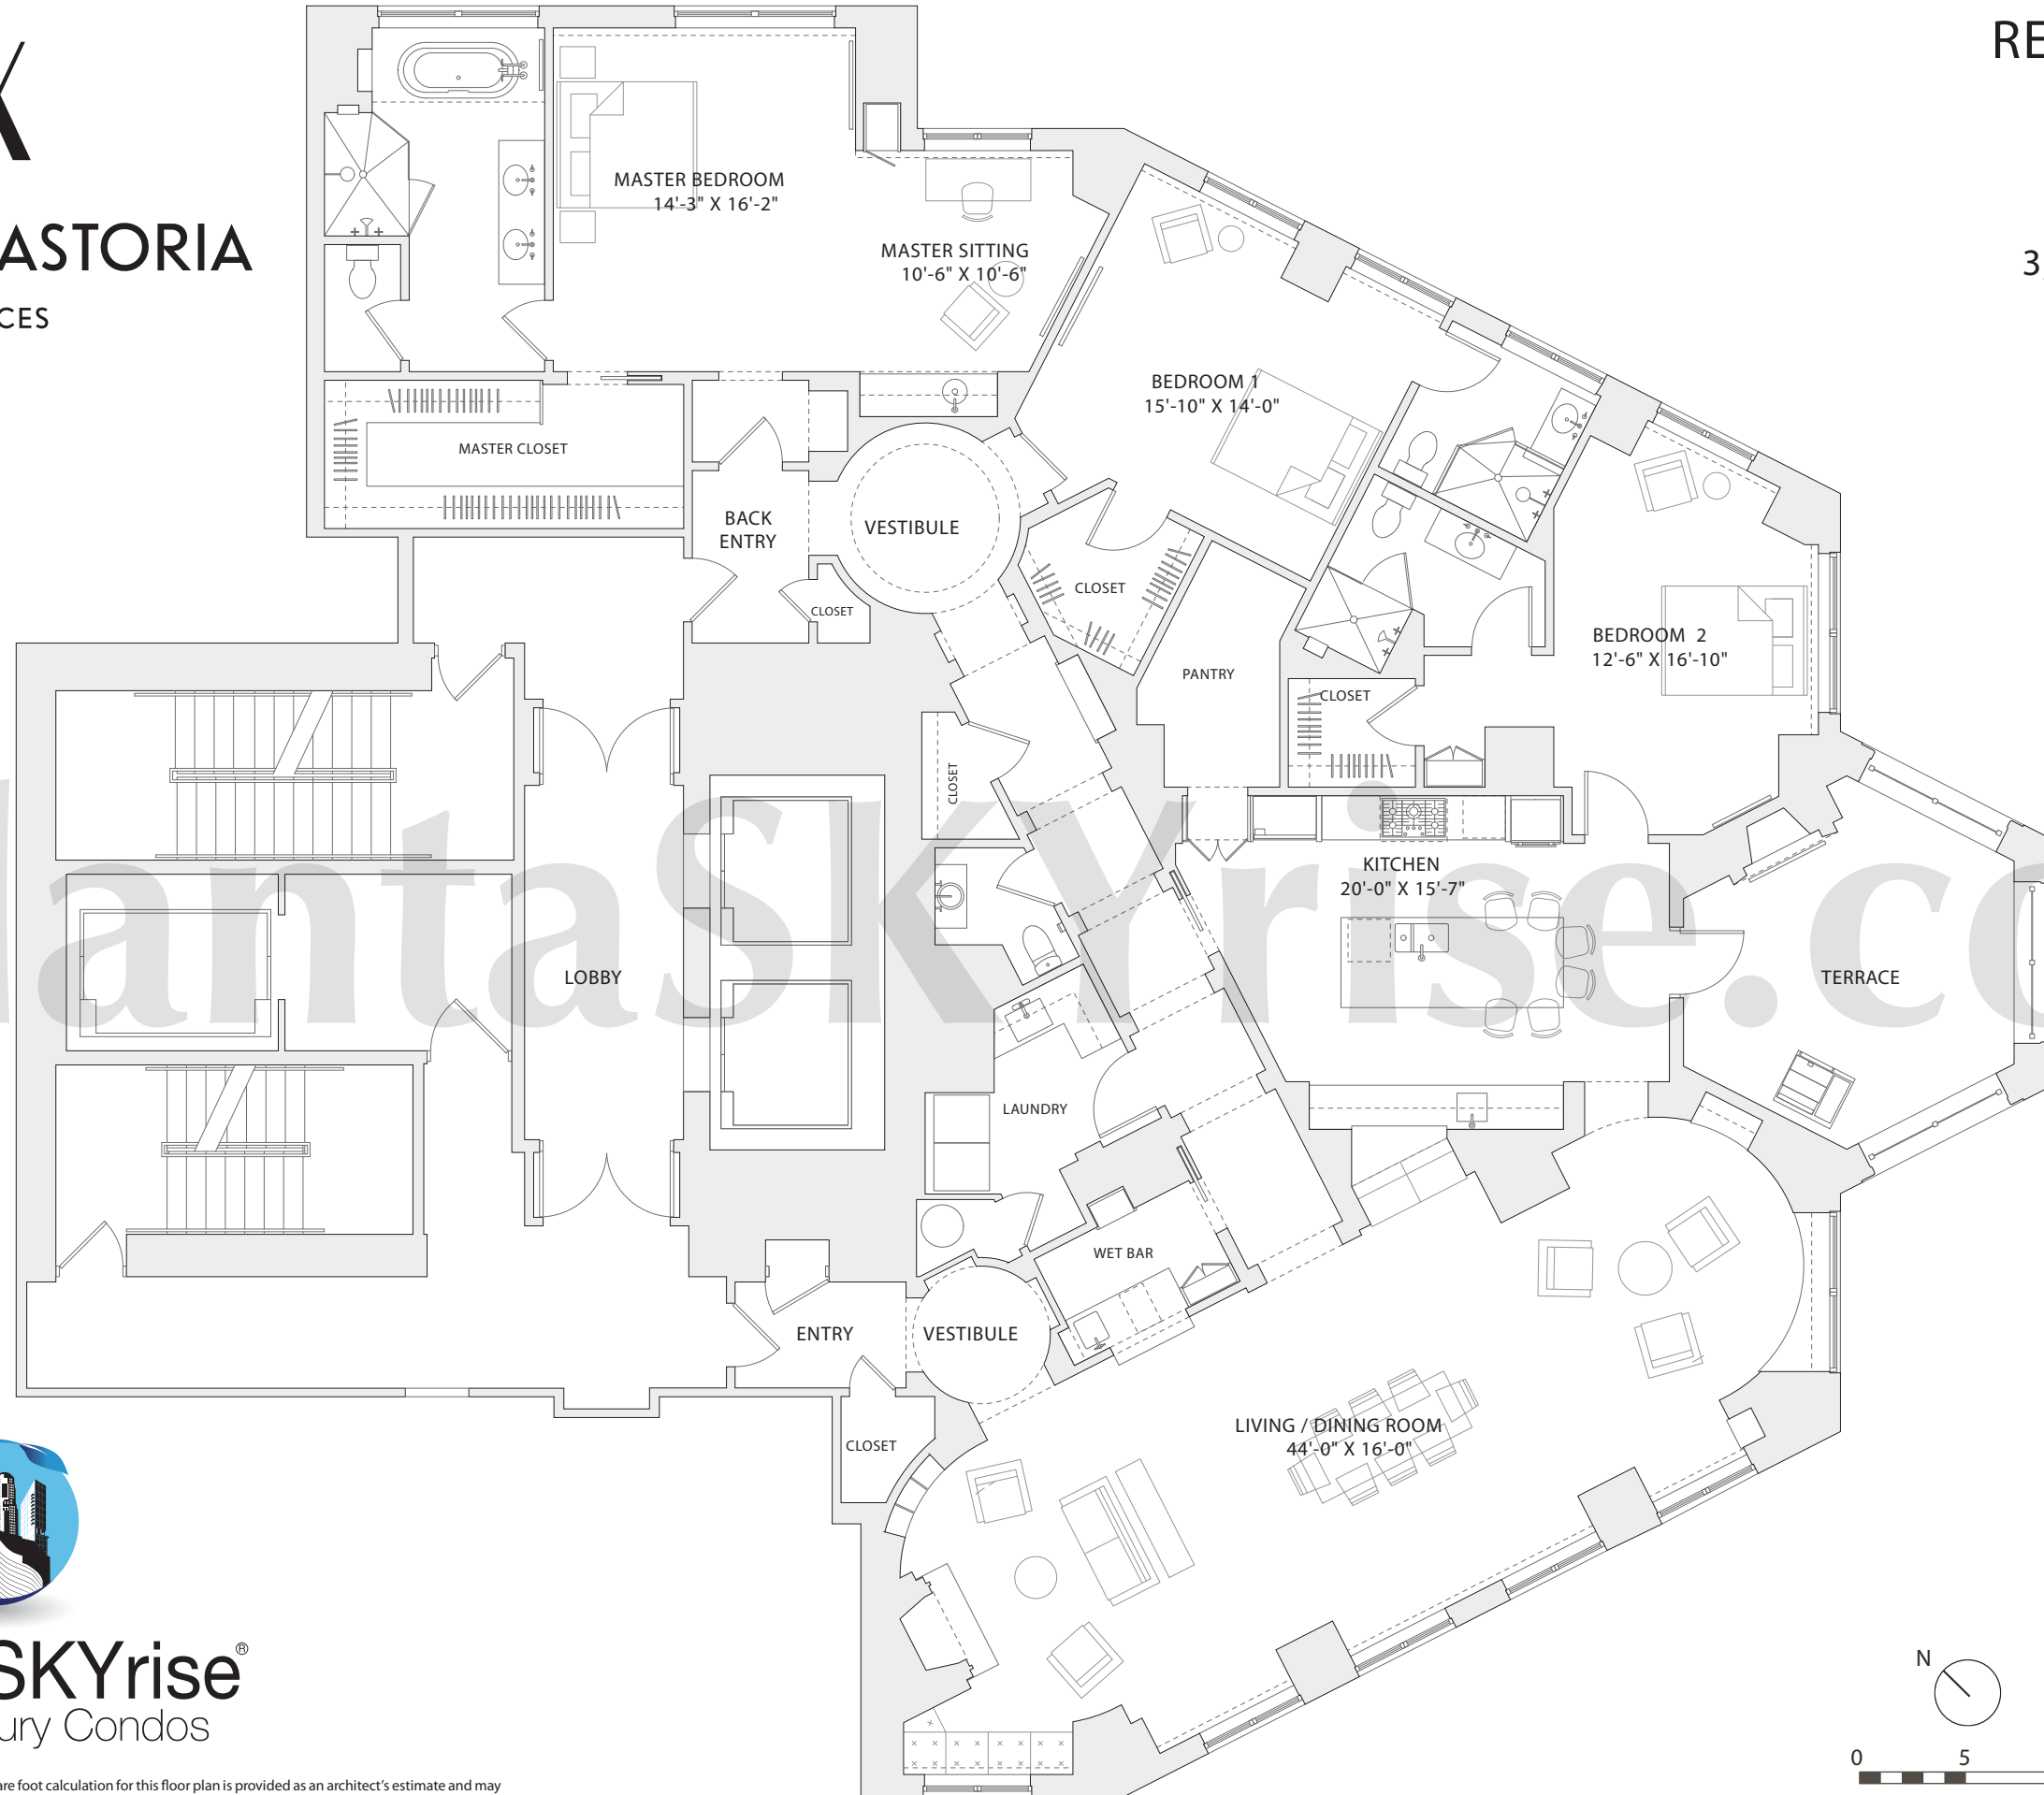 RE
ASTORIA
CES
3
MASTER BEDROOM
14'-3" X 16'-2"
MASTER SITTING
10'-6" X 10'-6"
BEDROOM 1
15'-10" X 14'-0"
MASTER CLOSET
BACK
ENTRY
VESTIBULE
CLOSET
CLOSET
PANTRY
BEDROOM 2
12'-6" X 16'-10"
CLOSET
CLOSET
KITCHEN
20'-0" X 15'-7"
LOBBY
TERRACE
lantaSKYrise.co
LAUNDRY
WET BAR
ENTRY
VESTIBULE
CLOSET
LIVING / DINING ROOM
44'-0" X 16'-0"
SKYrise®
ury Condos
N
0 5
are foot calculation for this floor plan is provided as an architect's estimate and may